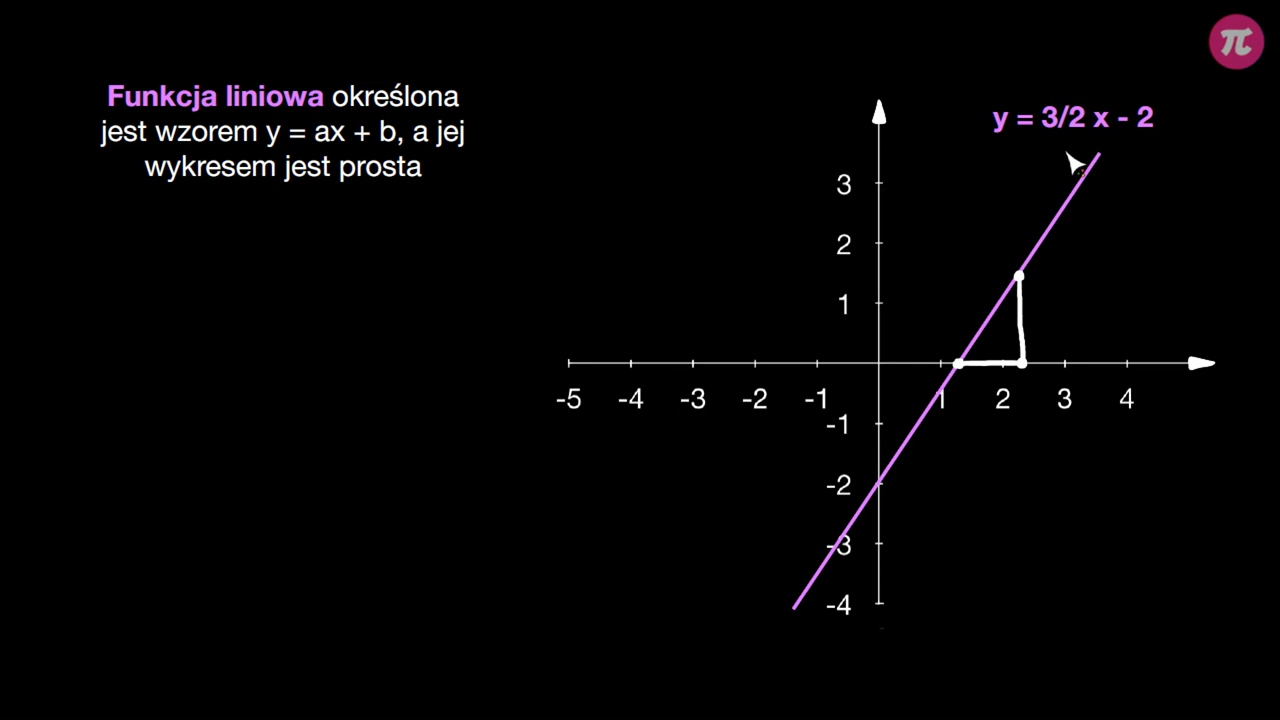 π
Funkcja liniowa określona
jest wzorem y = ax + b, a jej
wykresem jest prosta
y = 3/2 x - 2
3
2
1
-5 -4 -3 -2 -1 1 2 3 4
-1
-2
-3
-4